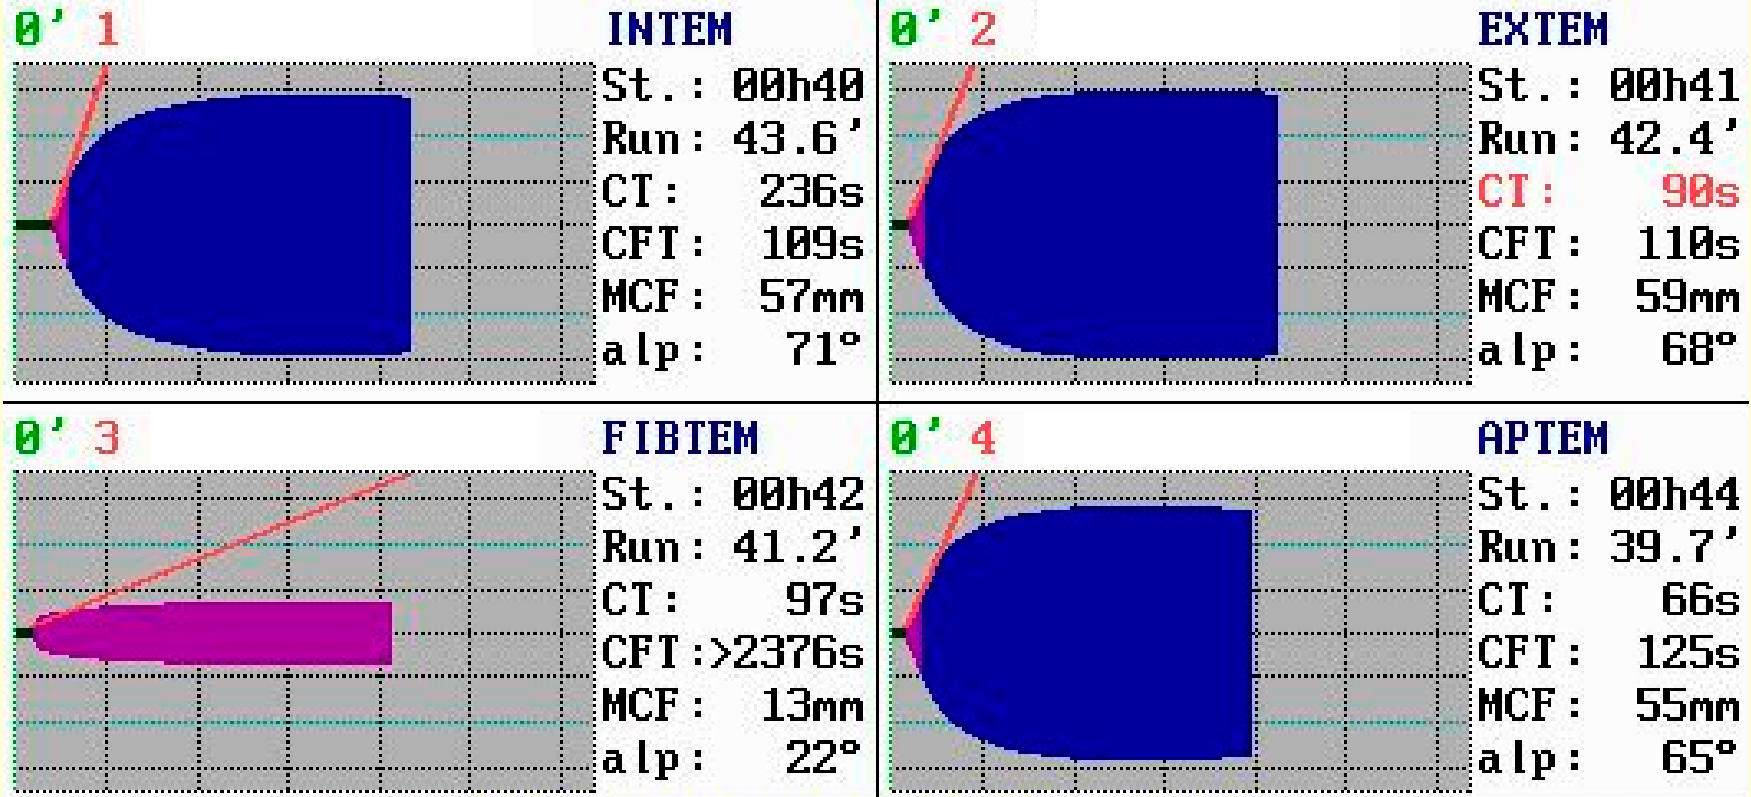 0' 1 INTEM
St.: 00h40
Run: 43.6'
CT: 236s
CFT: 109s
MCF: 57mm
alp: 71°
0' 2 EXTEM
St.: 00h41
Run: 42.4'
CT: 90s
CFT: 110s
MCF: 59mm
alp: 68°
0' 3 FIBTEM
St.: 00h42
Run: 41.2'
CT: 97s
CFT:>2376s
MCF: 13mm
alp: 22°
0' 4 APTEM
St.: 00h44
Run: 39.7'
CT: 66s
CFT: 125s
MCF: 55mm
alp: 65°